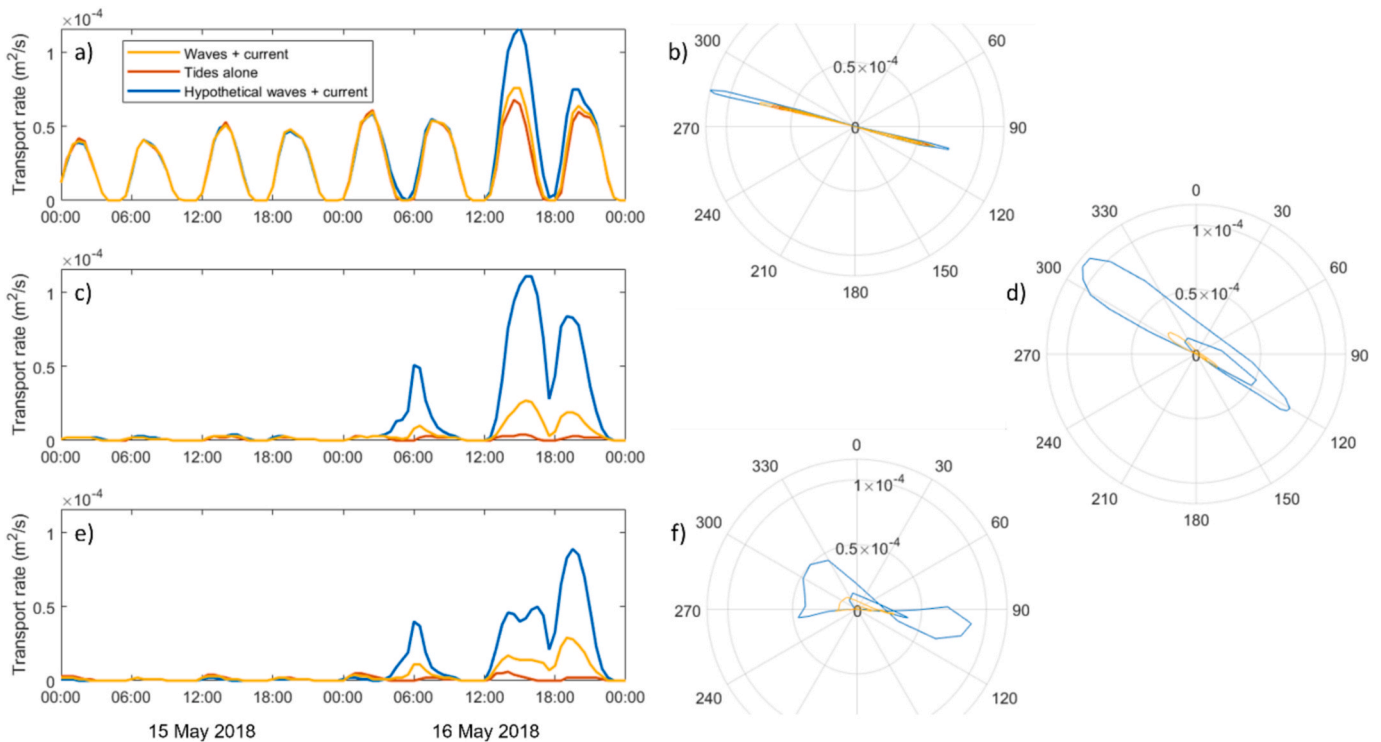 ×10⁻⁴
a)
Transport rate (m²/s)
1
0.5
0
Waves + current
Tides alone
Hypothetical waves + current
00:00 06:00 12:00 18:00 00:00 06:00 12:00 18:00 00:00
b)
300 60
0.5×10⁻⁴
270 0 90
240 120
210 150
180
×10⁻⁴
c)
Transport rate (m²/s)
1
0.5
0
00:00 06:00 12:00 18:00 00:00 06:00 12:00 18:00 00:00
d)
0
330 30
1×10⁻⁴
300 60
0.5×10⁻⁴
270 0 90
240 120
210 150
180
×10⁻⁴
e)
Transport rate (m²/s)
1
0.5
0
00:00 06:00 12:00 18:00 00:00 06:00 12:00 18:00 00:00
15 May 2018 16 May 2018
f)
0
330 30
1×10⁻⁴
300 60
0.5×10⁻⁴
270 0 90
240 120